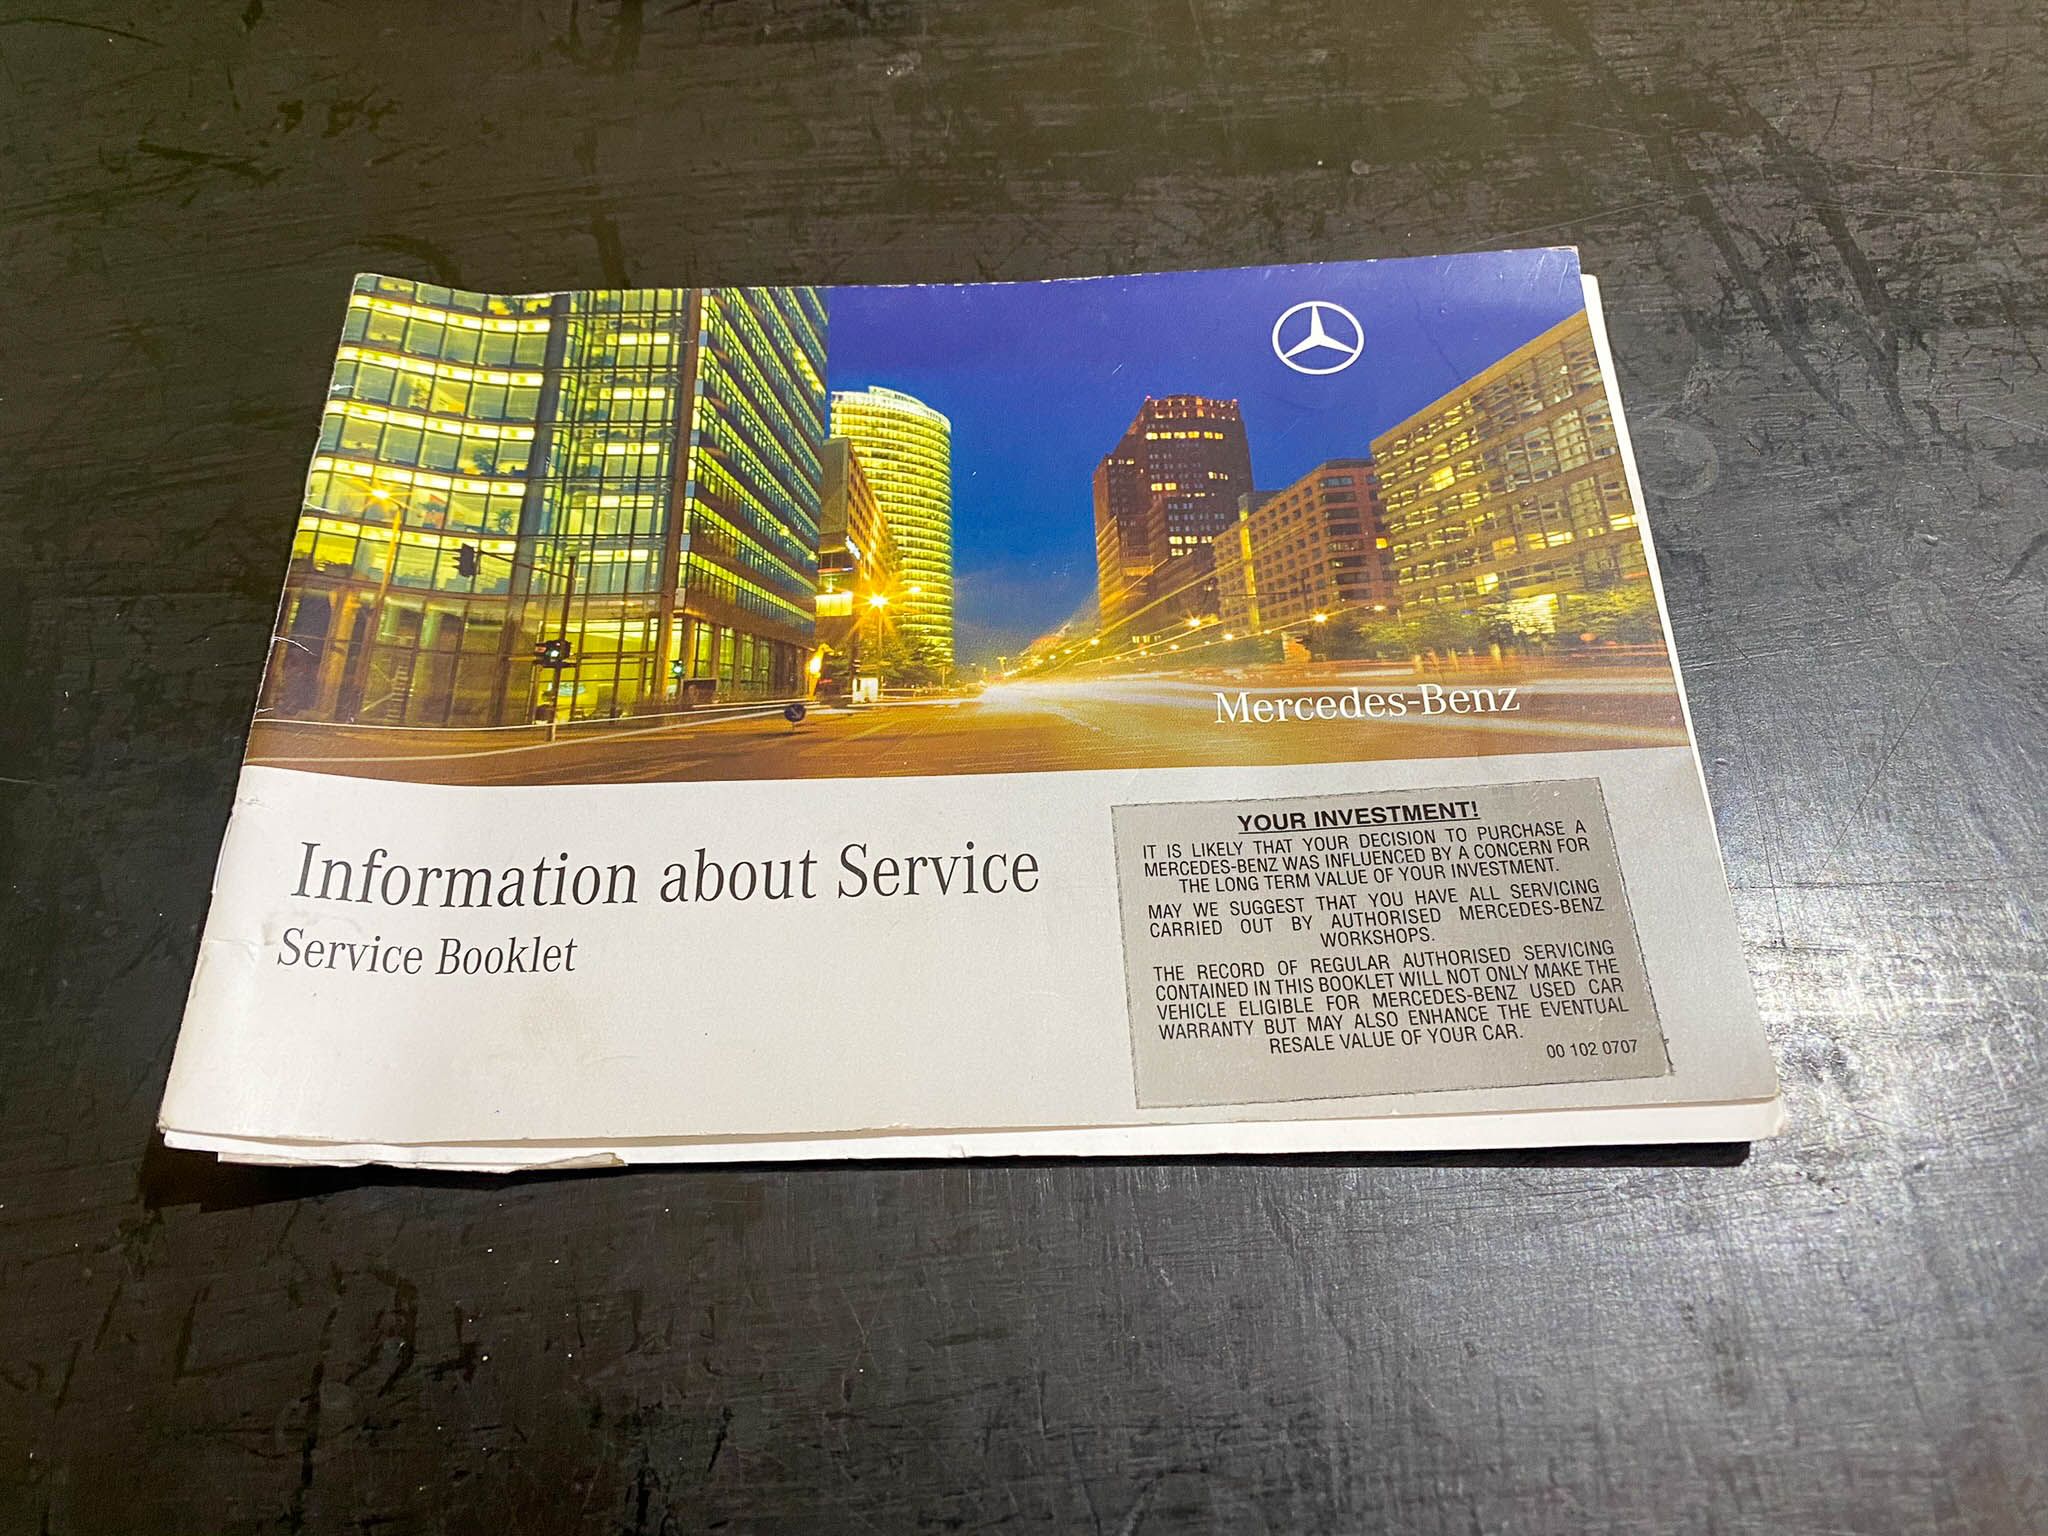 Mercedes-Benz
Information about Service
Service Booklet
YOUR INVESTMENT!
IT IS LIKELY THAT YOUR DECISION TO PURCHASE A
MERCEDES-BENZ WAS INFLUENCED BY A CONCERN FOR
THE LONG TERM VALUE OF YOUR INVESTMENT.
MAY WE SUGGEST THAT YOU HAVE ALL SERVICING
CARRIED OUT BY AUTHORISED MERCEDES-BENZ
WORKSHOPS.
THE RECORD OF REGULAR AUTHORISED SERVICING
CONTAINED IN THIS BOOKLET WILL NOT ONLY MAKE THE
VEHICLE ELIGIBLE FOR MERCEDES-BENZ USED CAR
WARRANTY BUT MAY ALSO ENHANCE THE EVENTUAL
RESALE VALUE OF YOUR CAR.
00 102 0707